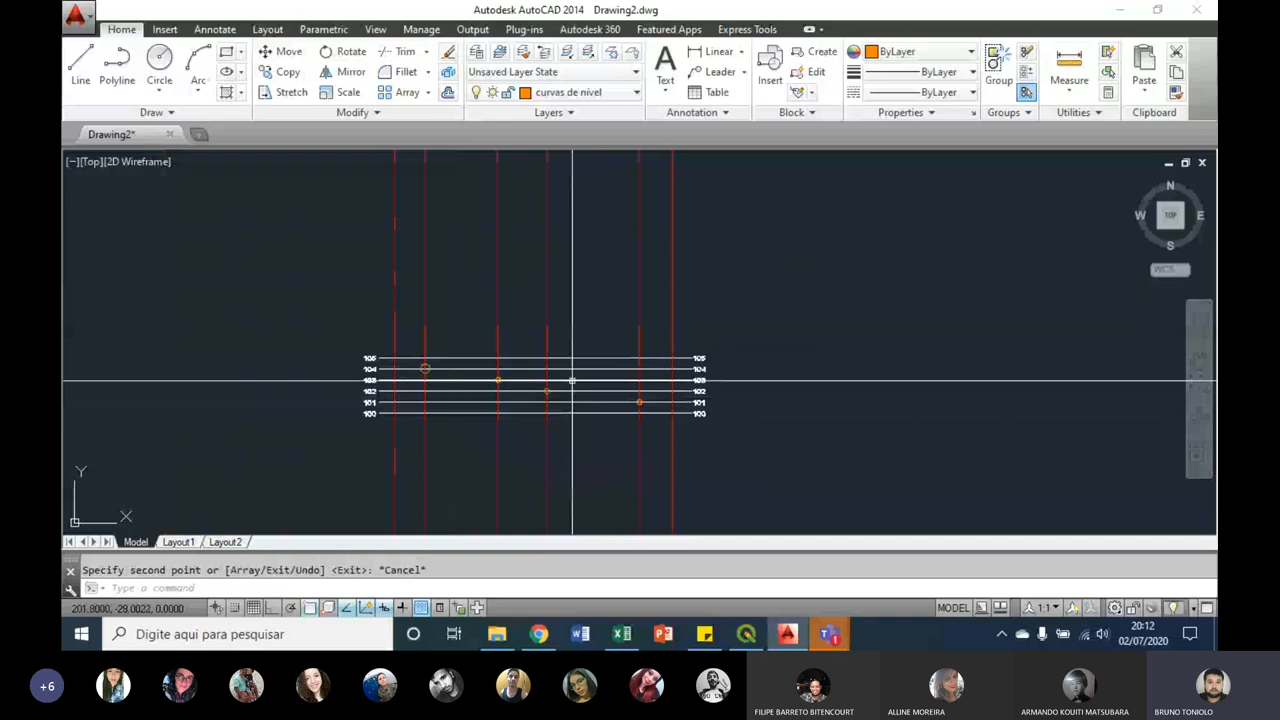 Autodesk AutoCAD 2014 Drawing2.dwg
Home Insert Annotate Layout Parametric View Manage Output Plug-ins Autodesk 360 Featured Apps Express Tools
Line Polyline Circle Arc
Move Rotate Trim
Copy Mirror Fillet
Stretch Scale Array
Unsaved Layer State
curvas de nível
Text
Linear
Leader
Table
Insert
Create
Edit
ByLayer
ByLayer
ByLayer
Group
Measure
Paste
Draw Modify Layers Annotation Block Properties Groups Utilities Clipboard
Drawing2*
[−][Top][2D Wireframe]
N
W TOP E
S
WCS
105 105
104 104
103 103
102 102
101 101
100 100
Y
X
Model Layout1 Layout2
Specify second point or [Array/Exit/Undo] <Exit>: *Cancel*
Type a command
201.8000, -29.0022, 0.0000
MODEL 1:1
Digite aqui para pesquisar
20:12
02/07/2020
+6
FILIPE BARRETO BITENCOURT ALLINE MOREIRA ARMANDO KOUITI MATSUBARA BRUNO TONIOLO